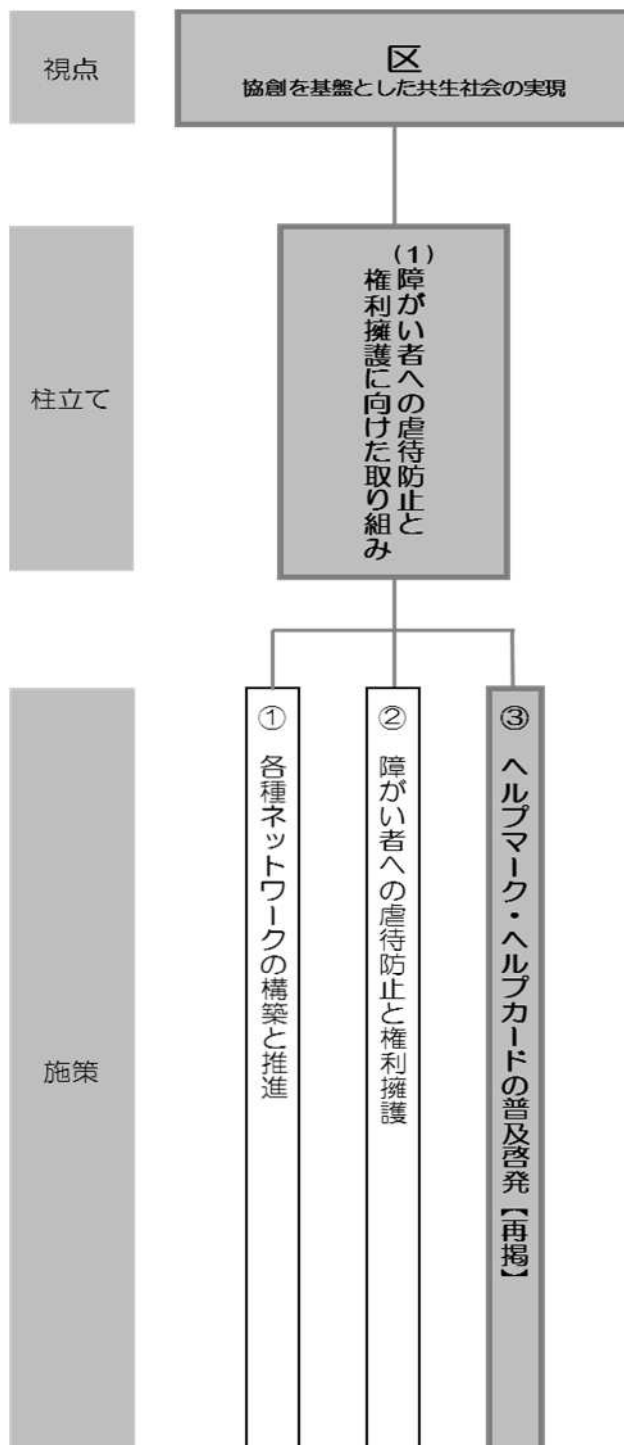 視点
区
協創を基盤とした共生社会の実現
柱立て
(1)障がい者への虐待防止と
権利擁護に向けた取り組み
施策
① 各種ネットワークの構築と推進
② 障がい者への虐待防止と権利擁護
③ ヘルプマーク・ヘルプカードの普及啓発【再掲】